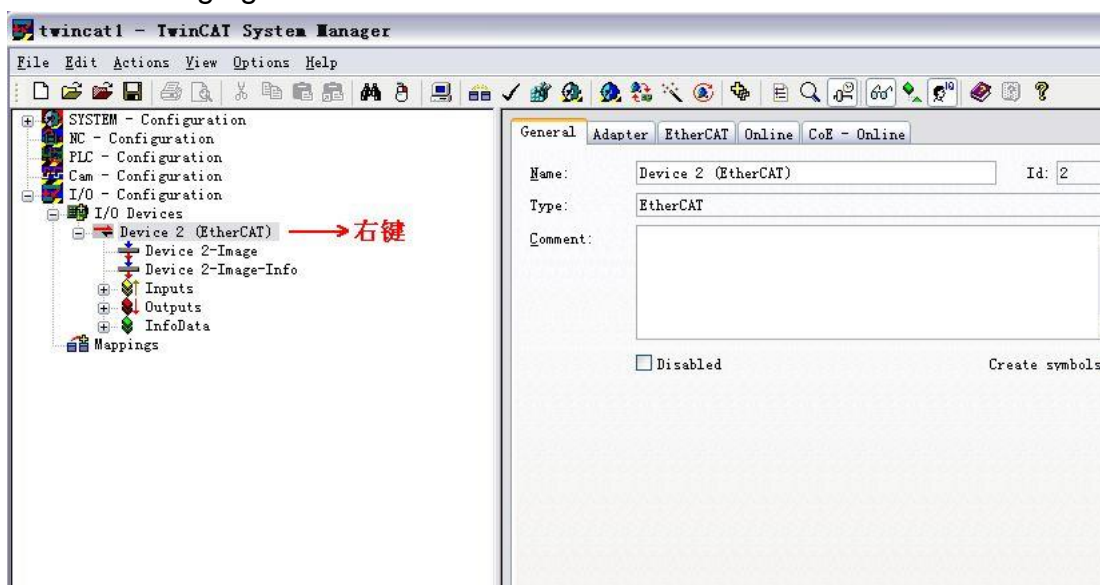 twincat1 - TwinCAT System Manager
File Edit Actions View Options Help
SYSTEM - Configuration
NC - Configuration
PLC - Configuration
Cam - Configuration
I/O - Configuration
I/O Devices
Device 2 (EtherCAT) 右键
Device 2-Image
Device 2-Image-Info
Inputs
Outputs
InfoData
Mappings
General Adapter EtherCAT Online CoE - Online
Name: Device 2 (EtherCAT) Id: 2
Type: EtherCAT
Comment:
Disabled Create symbols